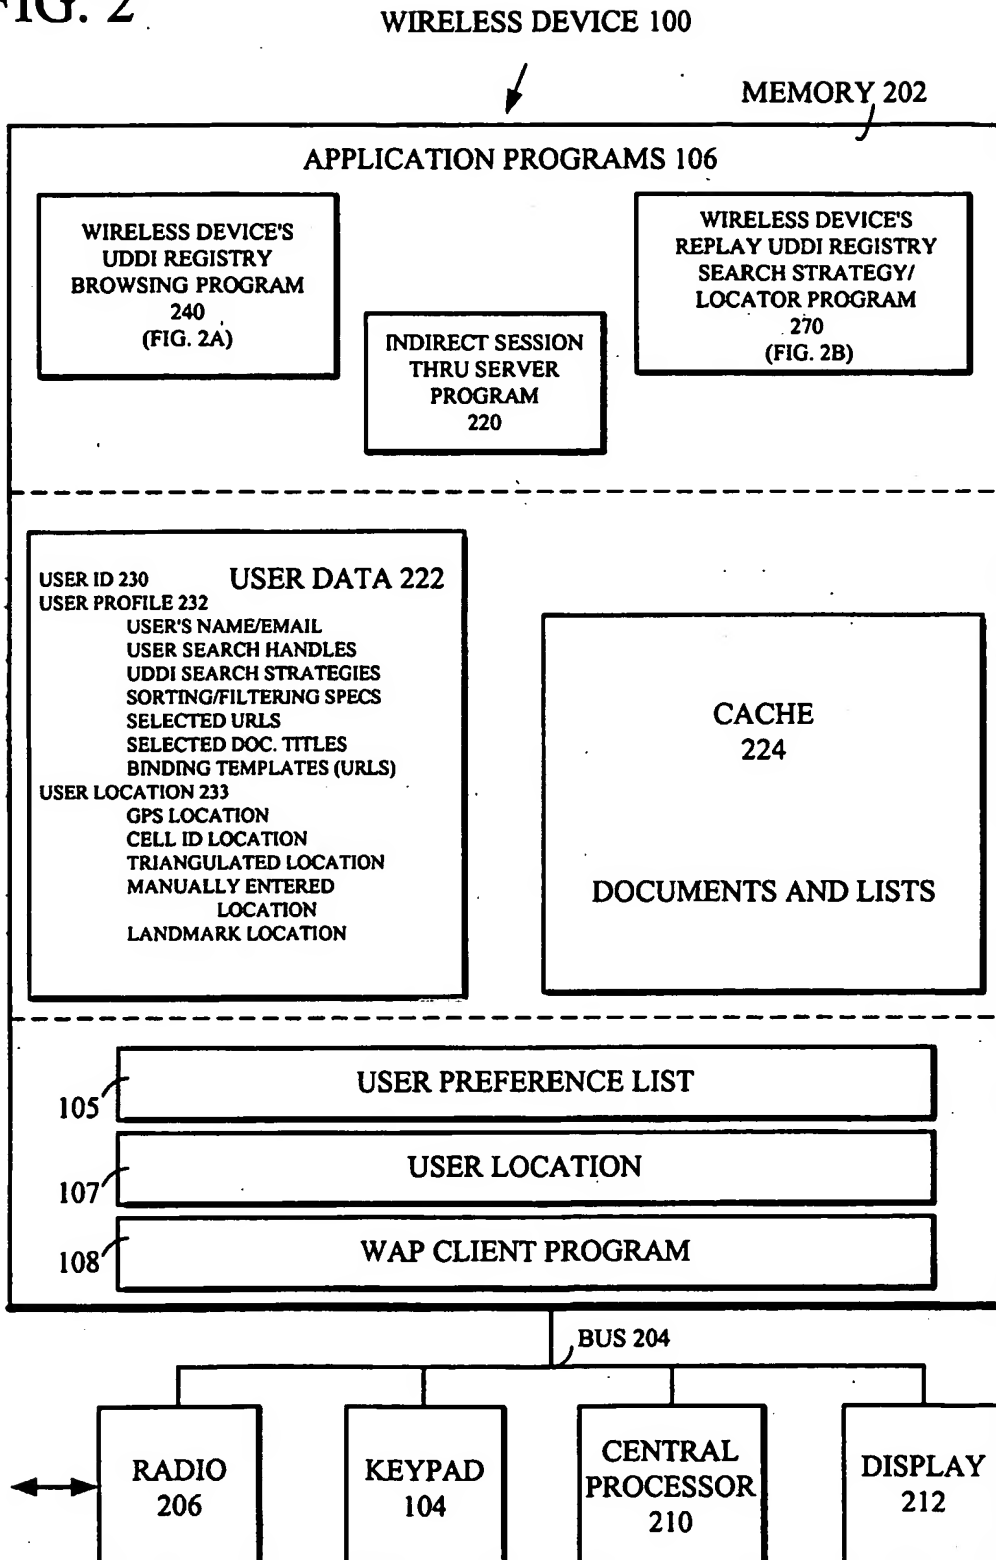 FIG. 2
WIRELESS DEVICE 100
MEMORY 202
APPLICATION PROGRAMS 106
WIRELESS DEVICE'S
UDDI REGISTRY
BROWSING PROGRAM
240
(FIG. 2A)
INDIRECT SESSION
THRU SERVER
PROGRAM
220
WIRELESS DEVICE'S
REPLAY UDDI REGISTRY
SEARCH STRATEGY/
LOCATOR PROGRAM
270
(FIG. 2B)
USER DATA 222
USER ID 230
USER PROFILE 232
USER'S NAME/EMAIL
USER SEARCH HANDLES
UDDI SEARCH STRATEGIES
SORTING/FILTERING SPECS
SELECTED URLS
SELECTED DOC. TITLES
BINDING TEMPLATES (URLS)
USER LOCATION 233
GPS LOCATION
CELL ID LOCATION
TRIANGULATED LOCATION
MANUALLY ENTERED
LOCATION
LANDMARK LOCATION
CACHE
224
DOCUMENTS AND LISTS
105
USER PREFERENCE LIST
107
USER LOCATION
108
WAP CLIENT PROGRAM
BUS 204
RADIO
206
KEYPAD
104
CENTRAL
PROCESSOR
210
DISPLAY
212